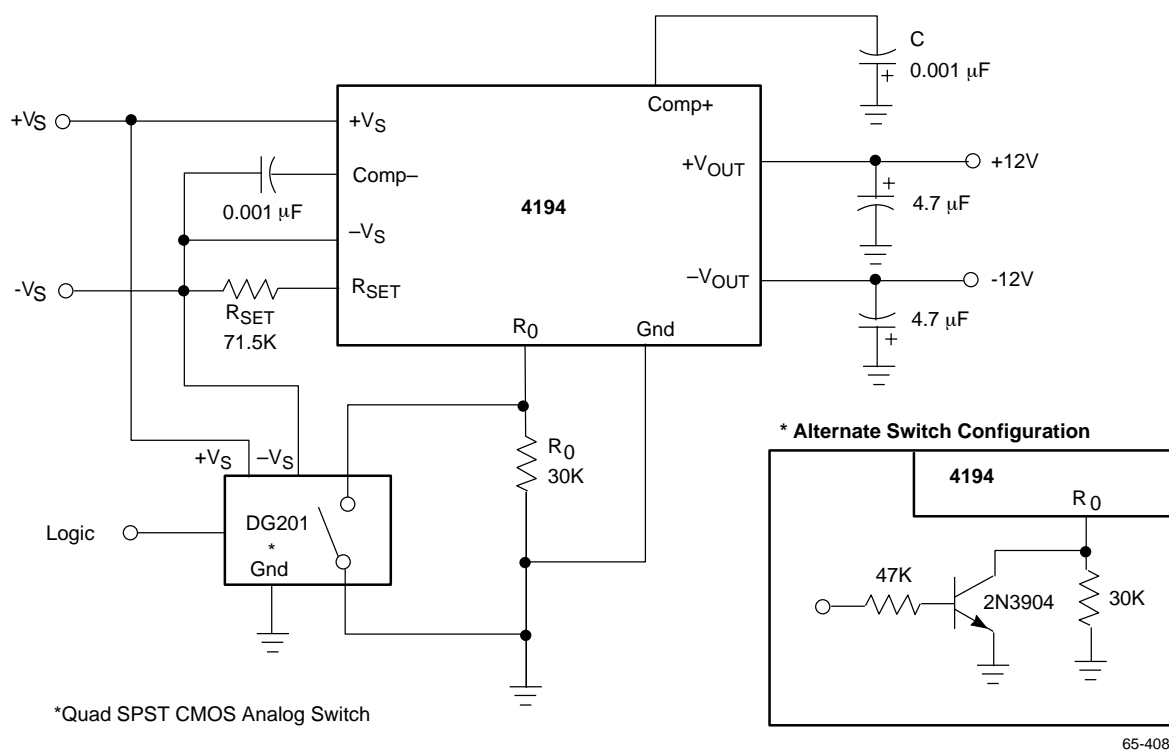 C
0.001 µF
Comp+
+VS
+VS
Comp–
0.001 µF
4194
+VOUT
+12V
+
4.7 µF
–VS
-VS
RSET
RSET
71.5K
–VOUT
-12V
4.7 µF
+
+
R0
Gnd
+VS
–VS
R0
30K
Logic
DG201
*
Gnd
*Quad SPST CMOS Analog Switch
* Alternate Switch Configuration
4194
R0
47K
2N3904
30K
65-408